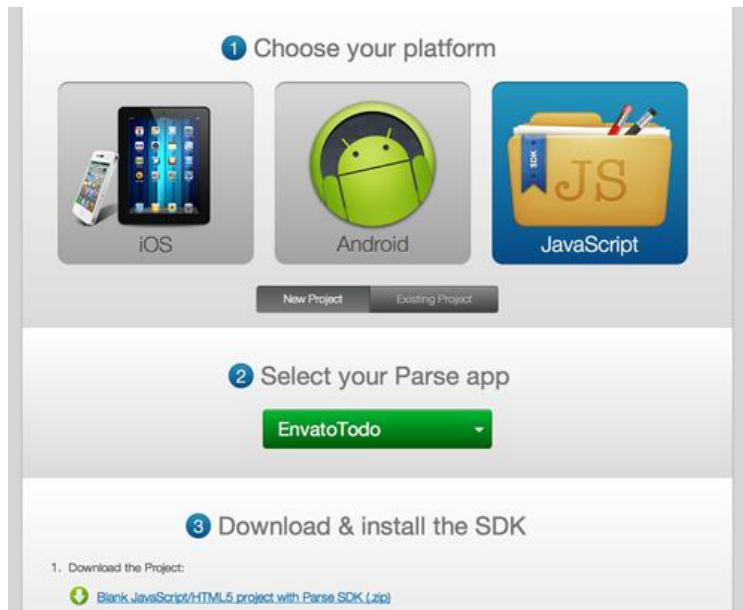 1 Choose your platform
SDK
JS
iOS
Android
JavaScript
New Project
Existing Project
2 Select your Parse app
EnvatoTodo
3 Download & install the SDK
1. Download the Project:
Blank JavaScript/HTML5 project with Parse SDK (.zip)